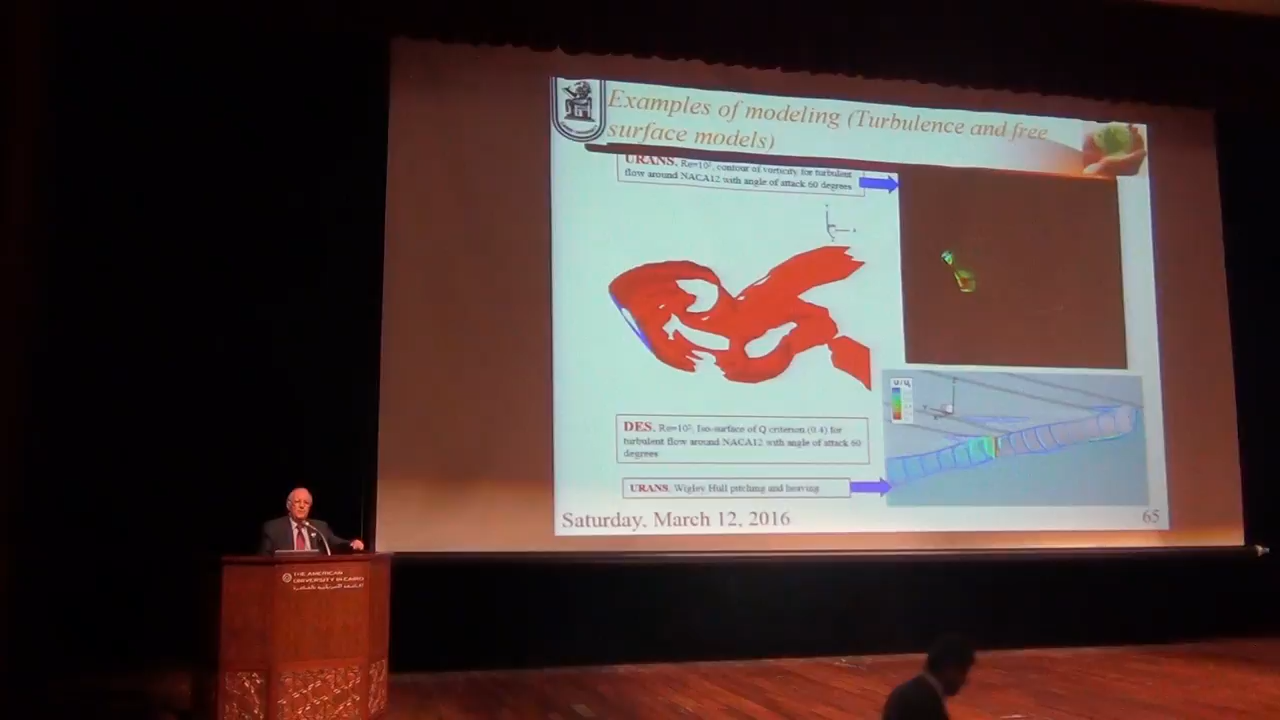 Examples of modeling (Turbulence and free
surface models)
URANS. Re=10⁵, contour of vorticity for turbulent
flow around NACA12 with angle of attack 60 degrees
DES. Re=10⁵, Iso-surface of Q criterion (0.4) for
turbulent flow around NACA12 with angle of attack 60
degrees
URANS. Wigley Hull pitching and heaving
Saturday, March 12, 2016
65
THE AMERICAN
UNIVERSITY IN CAIRO
الجامعة الأمريكية بالقاهرة